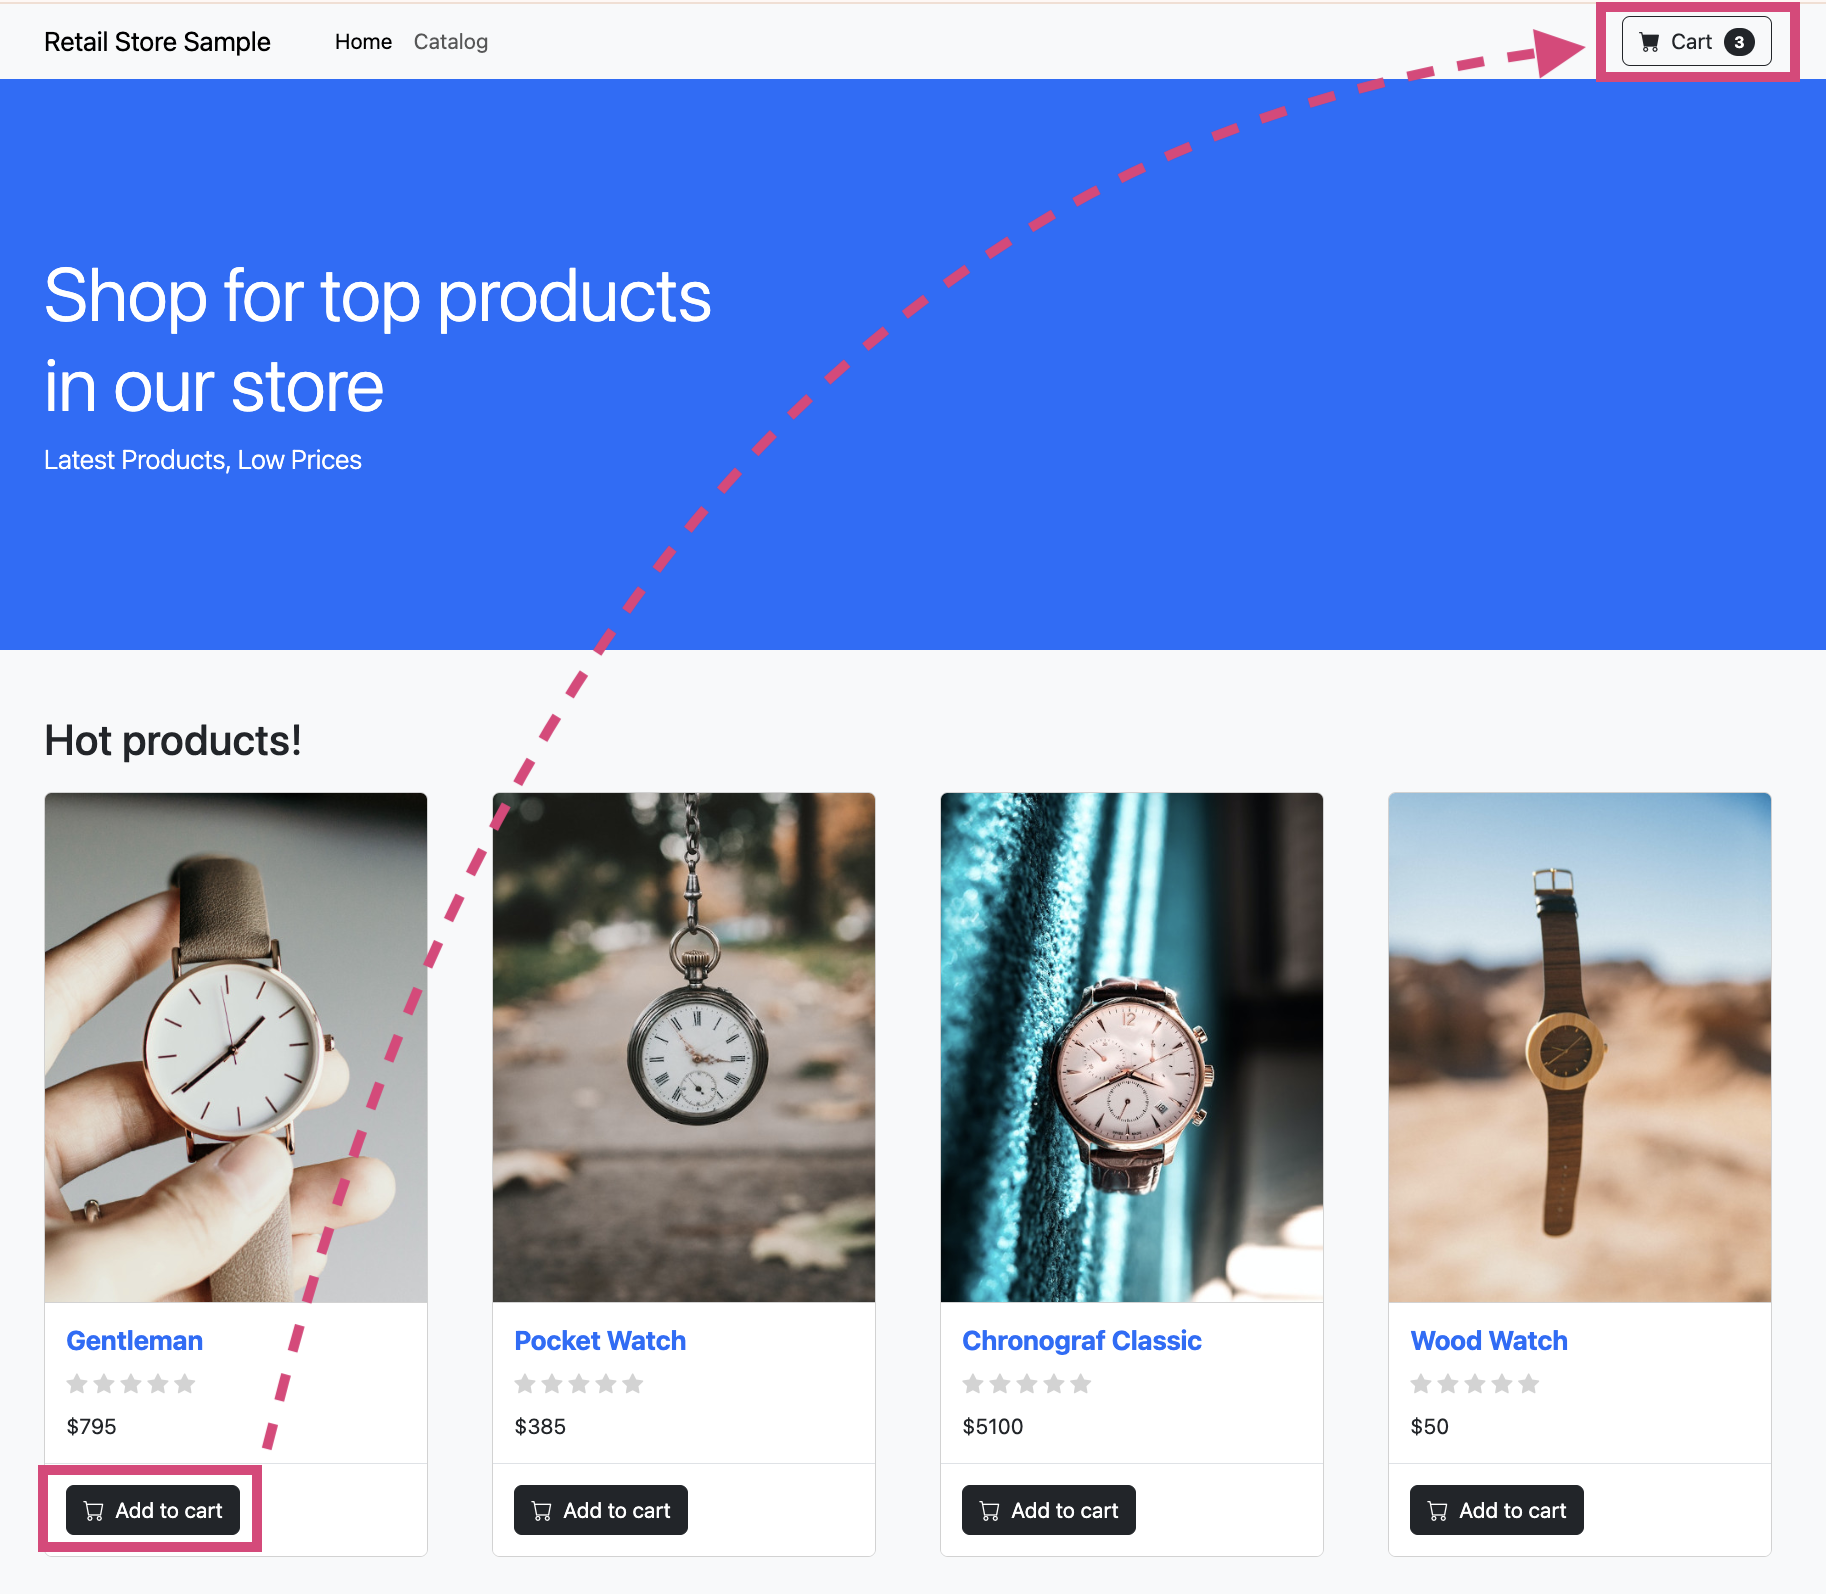 Retail Store Sample Home Catalog Cart 3
Shop for top products
in our store
Latest Products, Low Prices
Hot products!
Gentleman
$795
Add to cart
Pocket Watch
$385
Add to cart
Chronograf Classic
$5100
Add to cart
Wood Watch
$50
Add to cart